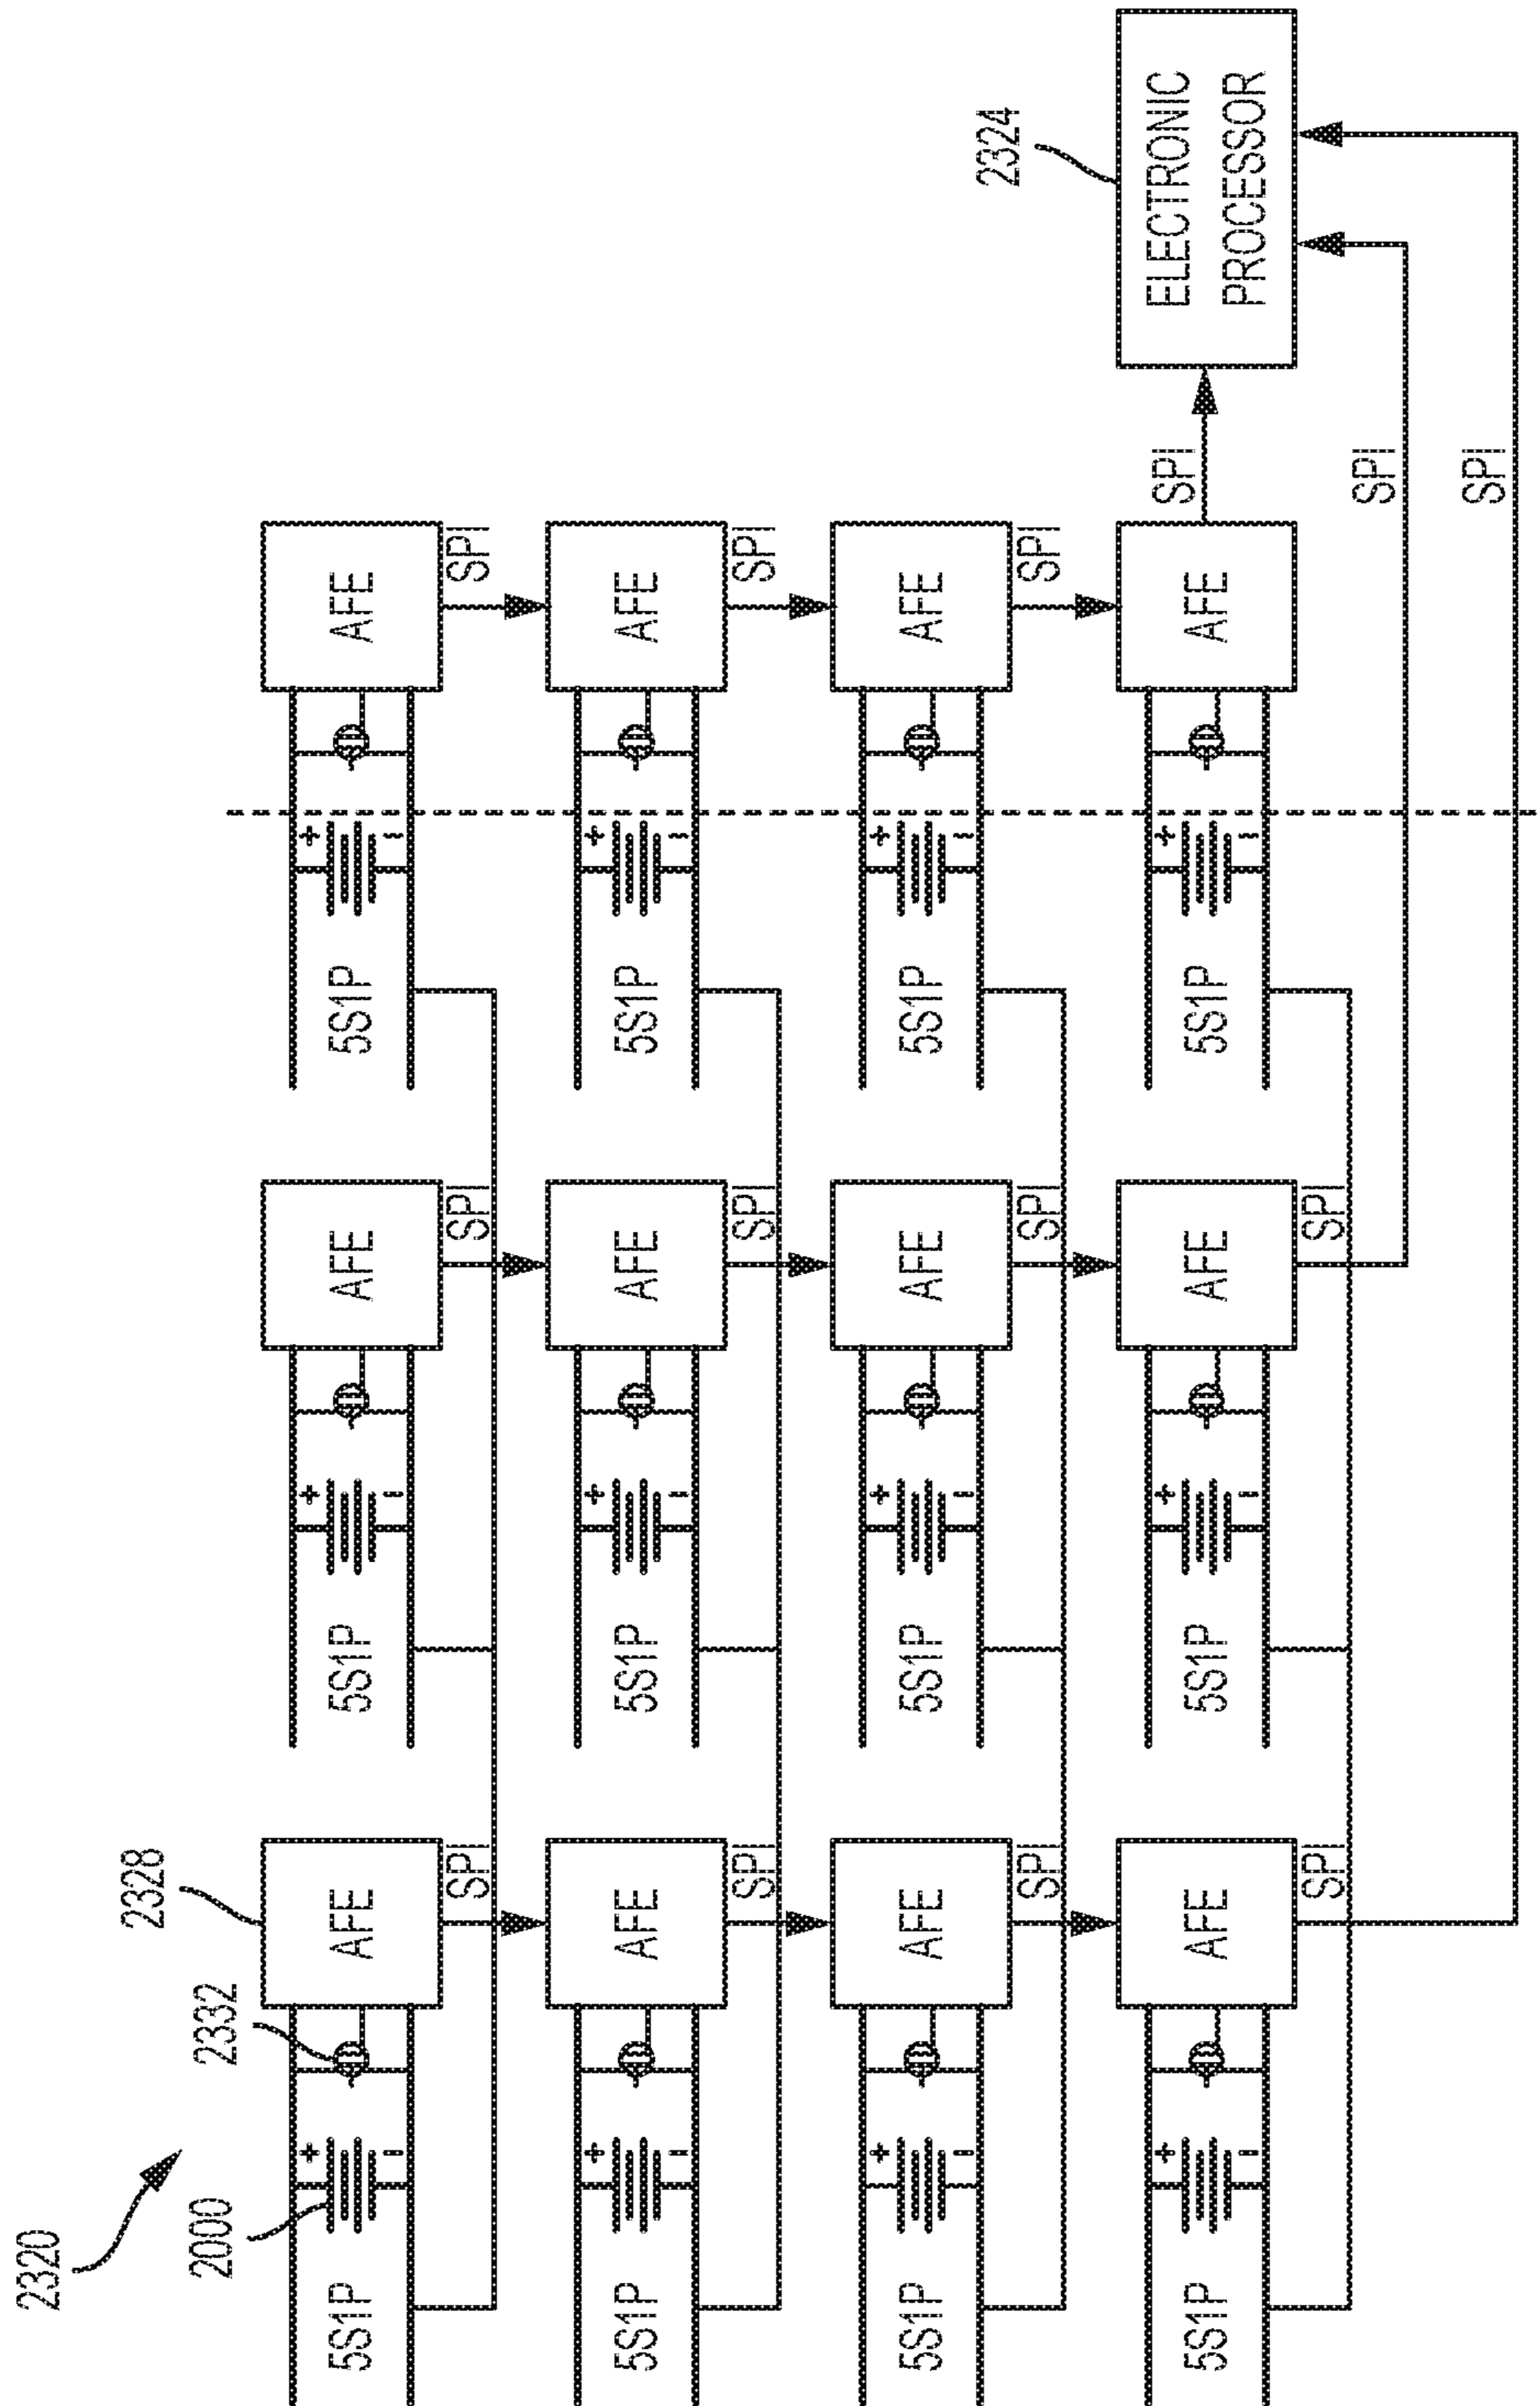 2320
2328
2000
2332
5S1P AFE 5S1P AFE 5S1P AFE
SPI SPI SPI
5S1P AFE 5S1P AFE 5S1P AFE
SPI SPI SPI
5S1P AFE 5S1P AFE 5S1P AFE
2324
SPI SPI SPI
5S1P AFE 5S1P AFE 5S1P AFE
SPI
ELECTRONIC
PROCESSOR
SPI SPI
SPI
SPI